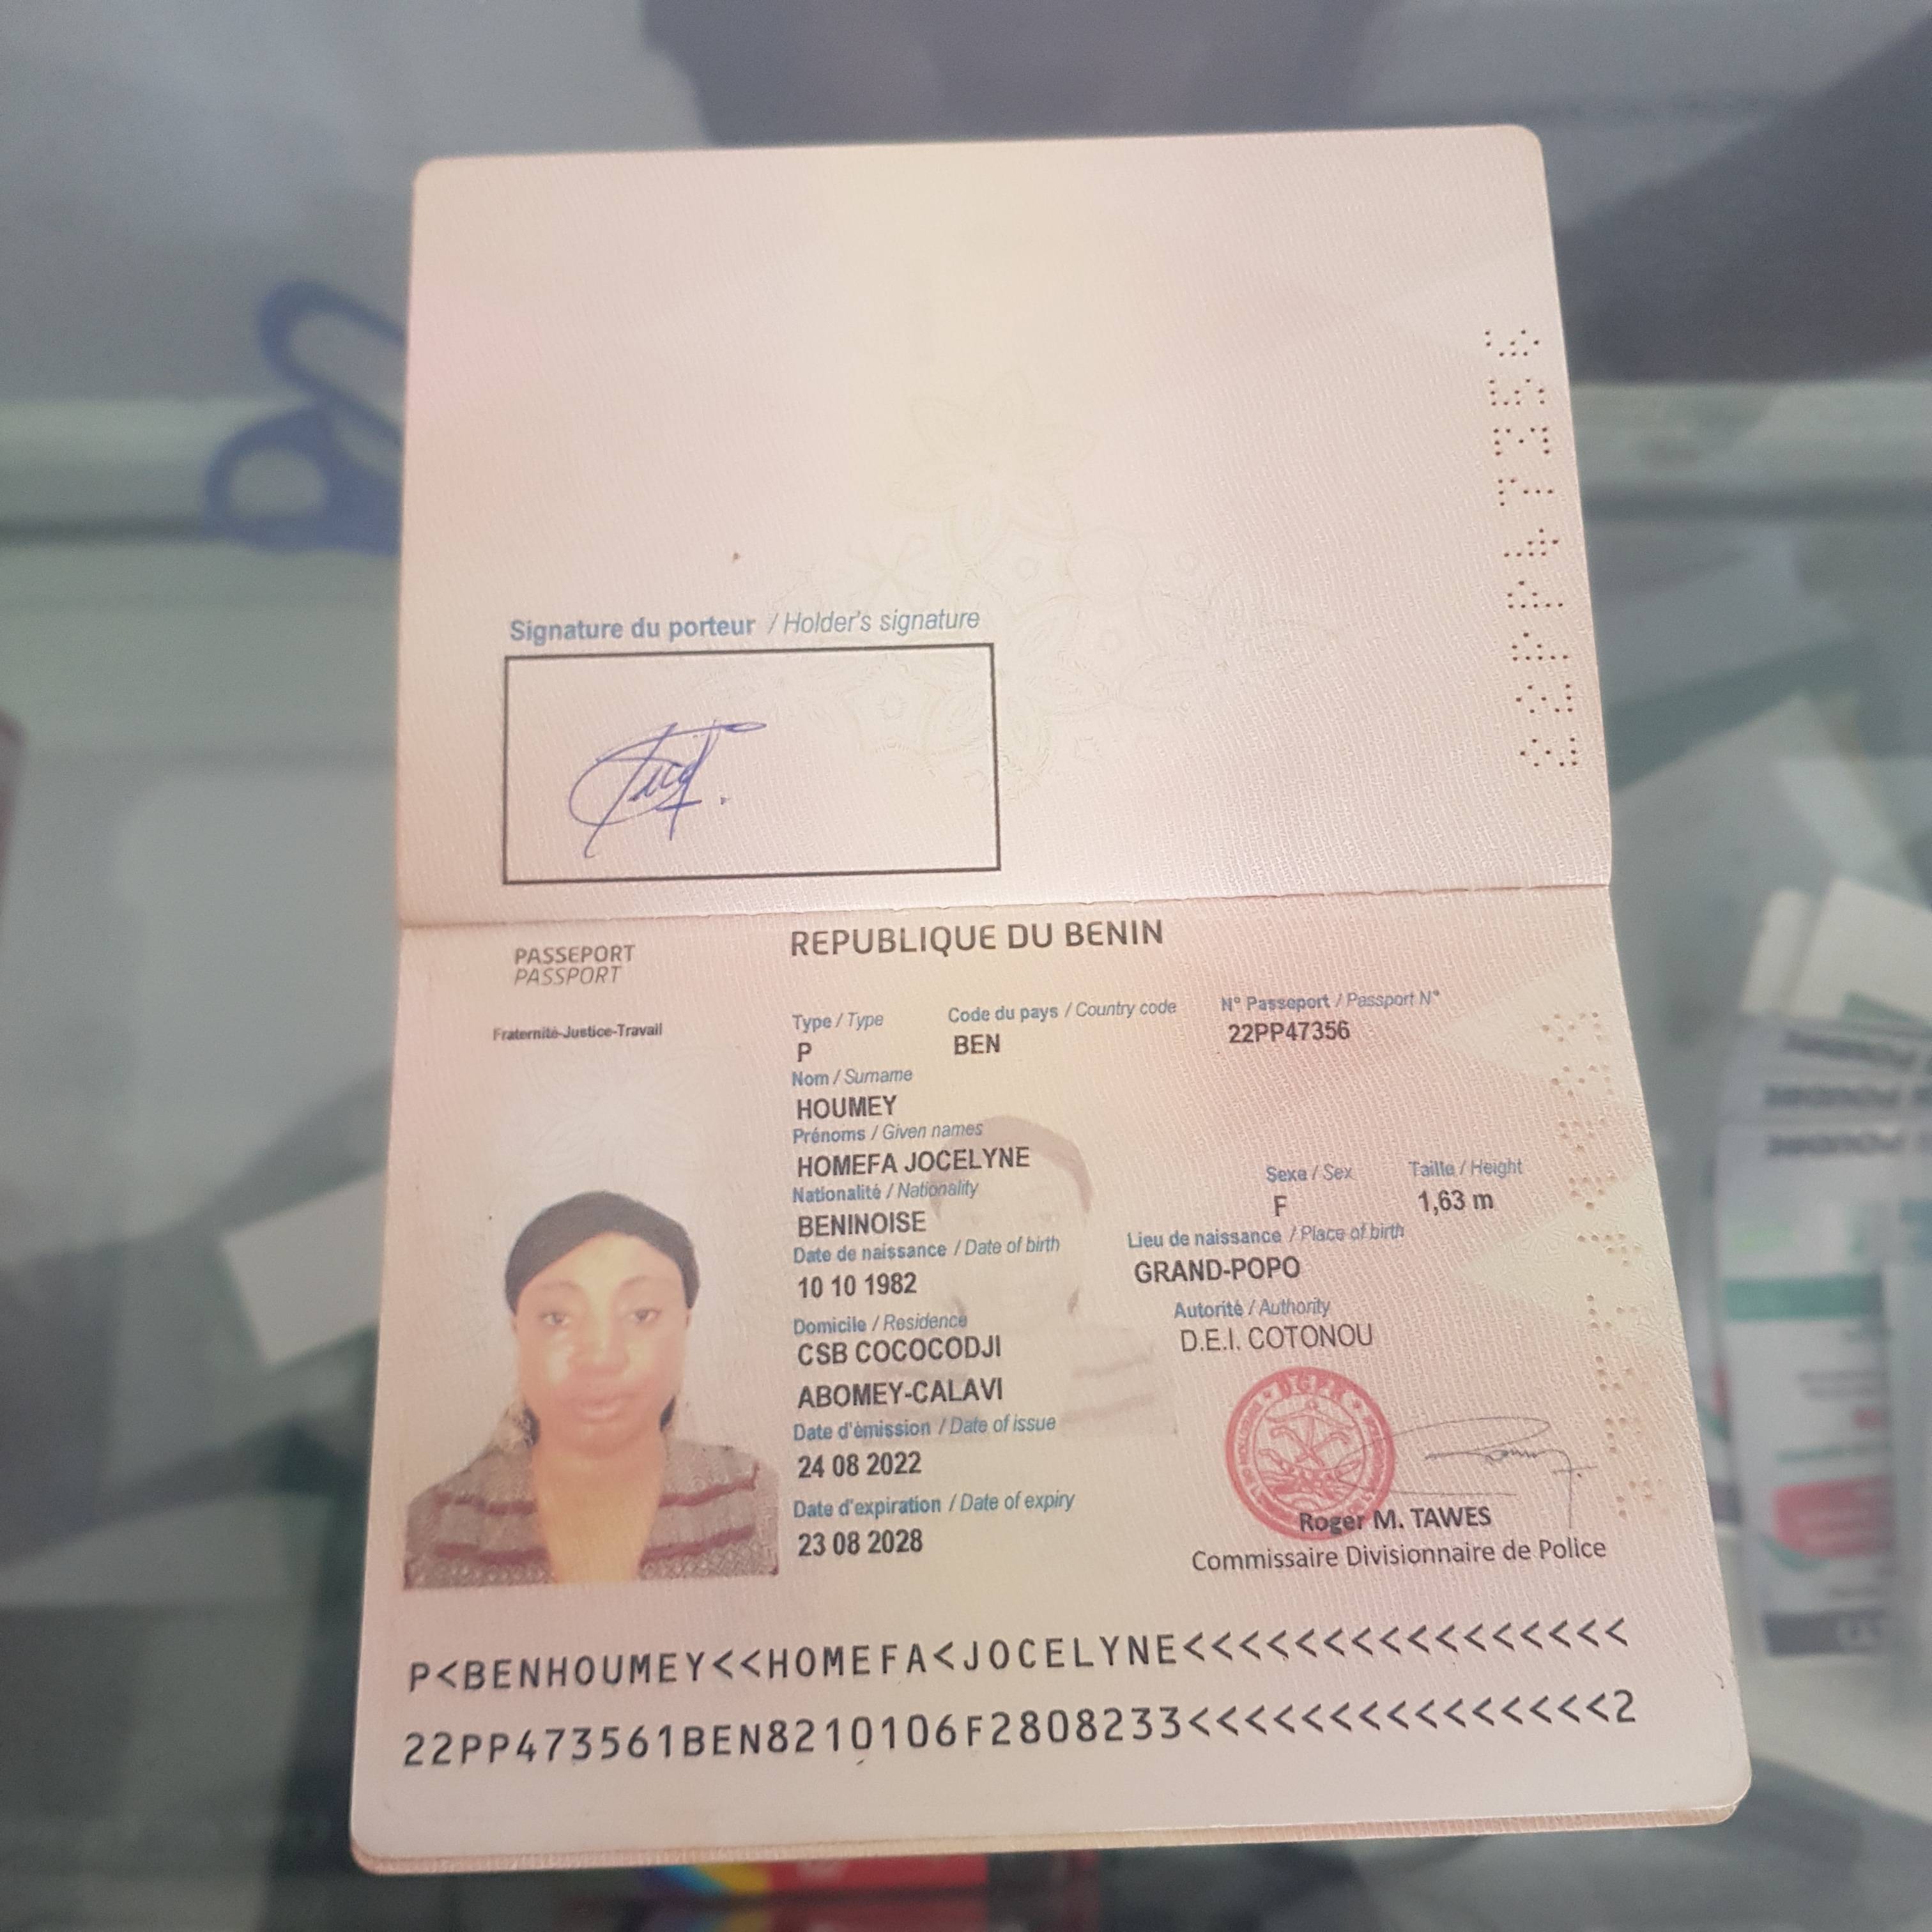 Signature du porteur / Holder's signature
PASSEPORT
PASSPORT
REPUBLIQUE DU BENIN
Fraternité-Justice-Travail
Type / Type
Code du pays / Country code
N° Passeport / Passport N°
P
BEN
22PP47356
Nom / Surname
HOUMEY
Prénoms / Given names
HOMEFA JOCELYNE
Sexe / Sex
Taille / Height
Nationalité / Nationality
F
1,63 m
BENINOISE
Date de naissance / Date of birth
Lieu de naissance / Place of birth
10 10 1982
GRAND-POPO
Domicile / Residence
Autorité / Authority
CSB COCOCODJI
D.E.I. COTONOU
ABOMEY-CALAVI
Date d'émission / Date of issue
24 08 2022
Date d'expiration / Date of expiry
23 08 2028
Roger M. TAWES
Commissaire Divisionnaire de Police
P<BENHOUMEY<<HOMEFA<JOCELYNE<<<<<<<<<<<<<<<<
22PP473561BEN8210106F2808233<<<<<<<<<<<<<<<2